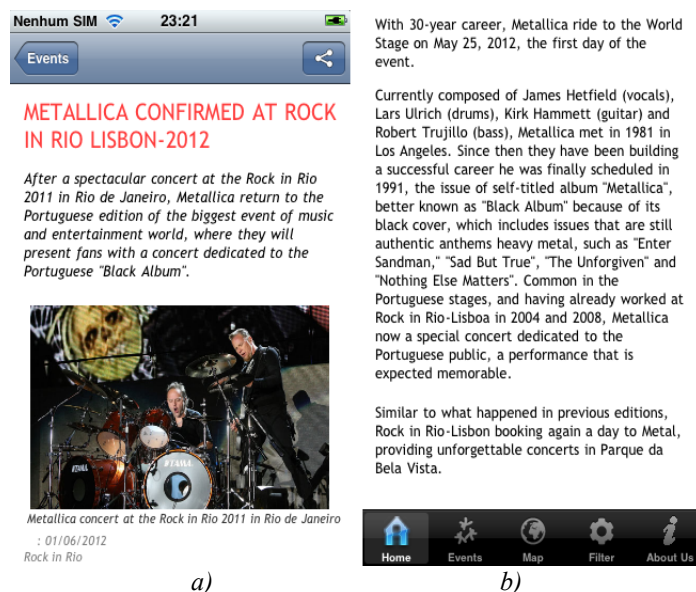 Nenhum SIM 23:21
Events
METALLICA CONFIRMED AT ROCK
IN RIO LISBON-2012
After a spectacular concert at the Rock in Rio
2011 in Rio de Janeiro, Metallica return to the
Portuguese edition of the biggest event of music
and entertainment world, where they will
present fans with a concert dedicated to the
Portuguese "Black Album".
TAMA
TAMA
Metallica concert at the Rock in Rio 2011 in Rio de Janeiro
: 01/06/2012
Rock in Rio
a)
With 30-year career, Metallica ride to the World
Stage on May 25, 2012, the first day of the
event.
Currently composed of James Hetfield (vocals),
Lars Ulrich (drums), Kirk Hammett (guitar) and
Robert Trujillo (bass), Metallica met in 1981 in
Los Angeles. Since then they have been building
a successful career he was finally scheduled in
1991, the issue of self-titled album "Metallica",
better known as "Black Album" because of its
black cover, which includes issues that are still
authentic anthems heavy metal, such as "Enter
Sandman," "Sad But True", "The Unforgiven" and
"Nothing Else Matters". Common in the
Portuguese stages, and having already worked at
Rock in Rio-Lisboa in 2004 and 2008, Metallica
now a special concert dedicated to the
Portuguese public, a performance that is
expected memorable.
Similar to what happened in previous editions,
Rock in Rio-Lisbon booking again a day to Metal,
providing unforgettable concerts in Parque da
Bela Vista.
Home Events Map Filter About Us
b)